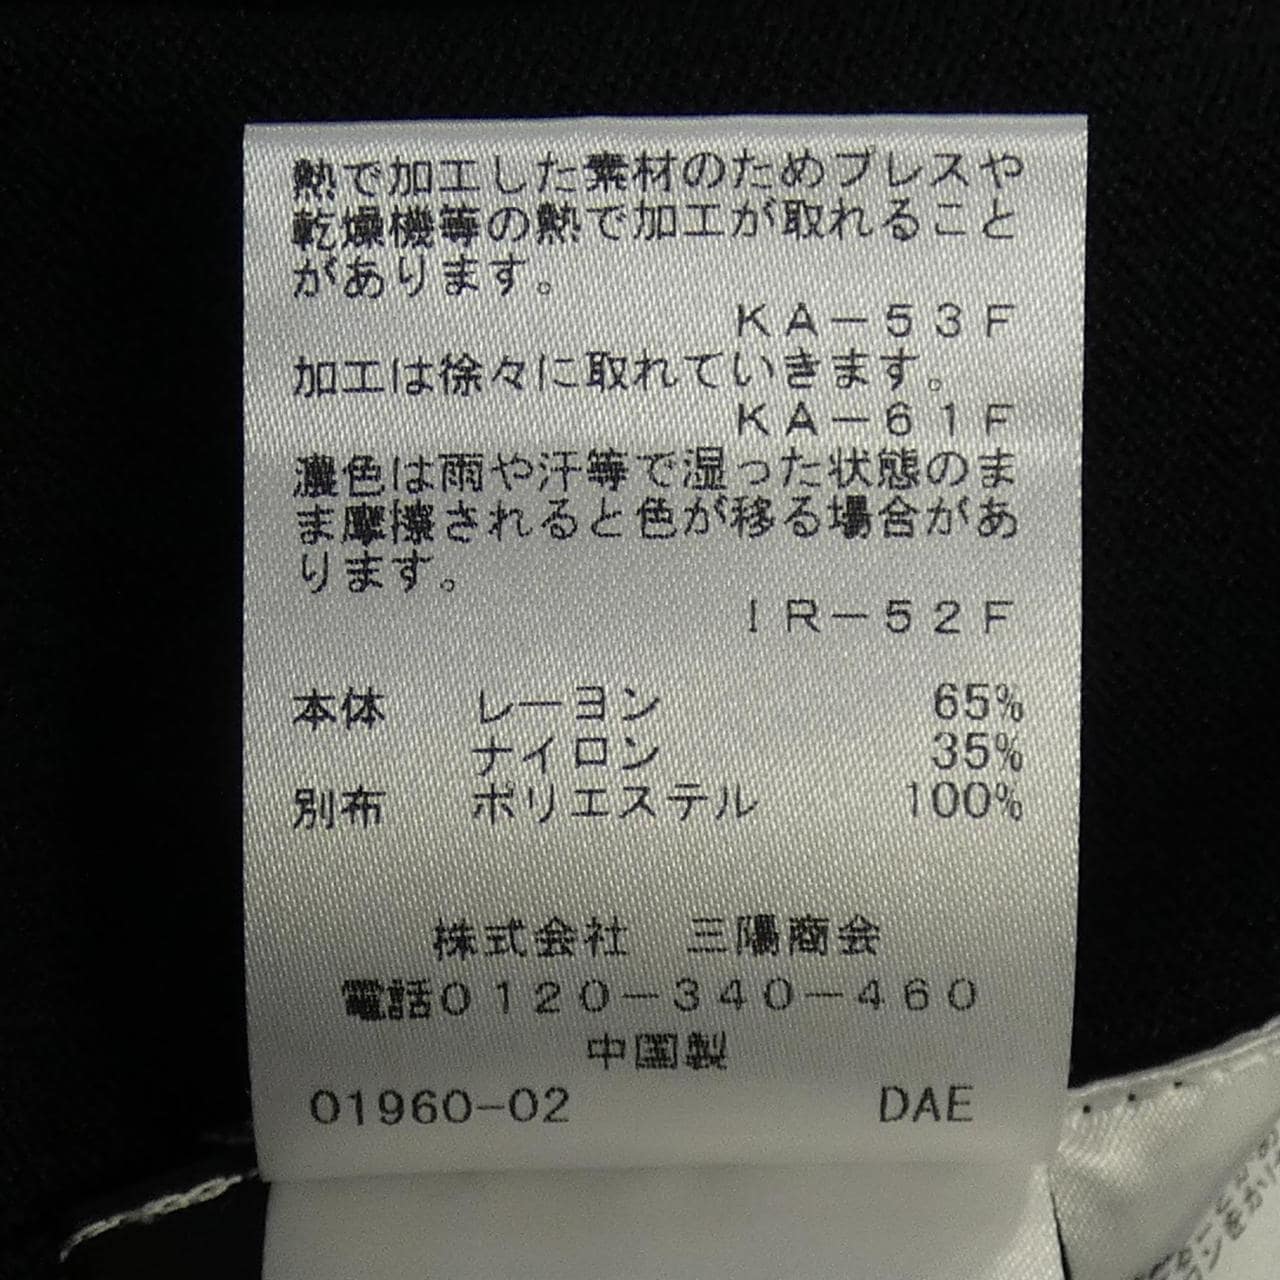 熱で加工した素材のためプレスや
乾燥機等の熱で加工が取れること
があります。
KA-53F
加工は徐々に取れていきます。
KA-61F
濃色は雨や汗等で湿った状態のま
ま摩擦されると色が移る場合があ
ります。
IR-52F
本体 レーヨン 65%
ナイロン 35%
別布 ポリエステル 100%
株式会社 三陽商会
電話0120-340-460
中国製
01960-02 DAE